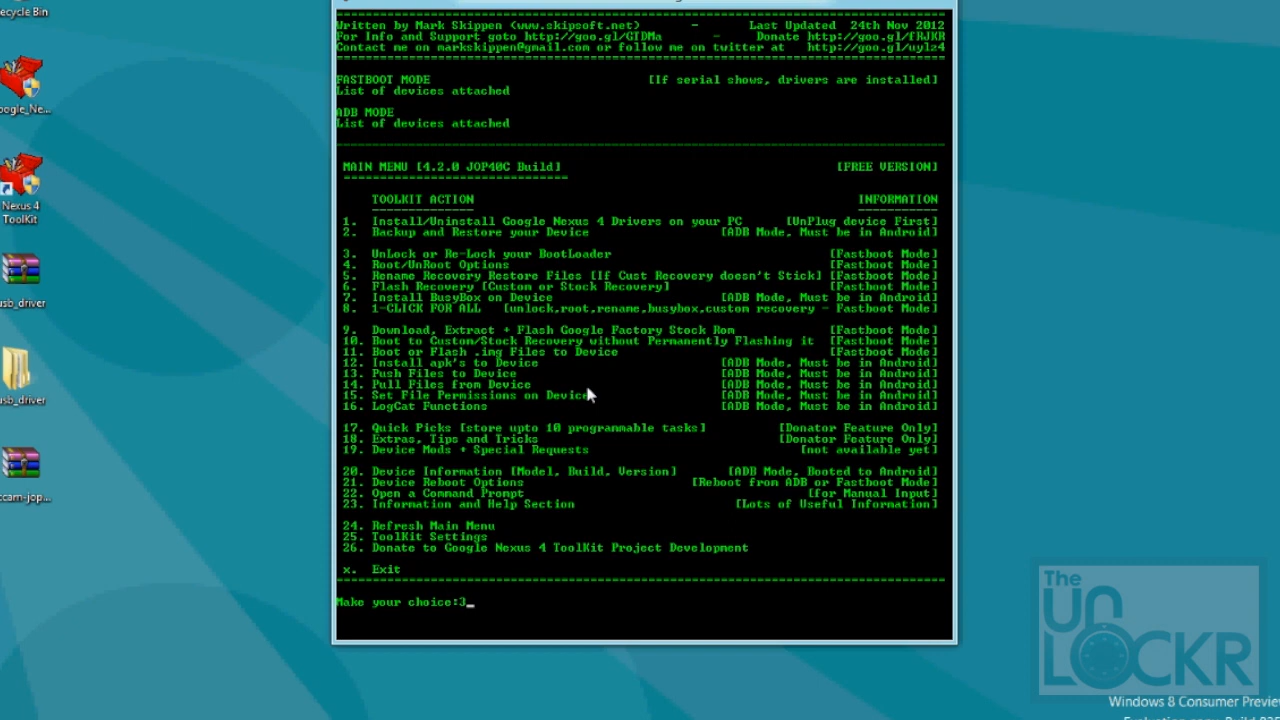 ecycle Bin
oogle_Ne...
Nexus 4
ToolKit
usb_driver
usb_driver
ccam-jop...
Written by Mark Skippen (www.skipsoft.net) - Last Updated 24th Nov 2012
For Info and Support goto http://goo.gl/GTDMa - Donate http://goo.gl/fRJKR
Contact me on markskippen@gmail.com or follow me on twitter at http://goo.gl/uylz4
FASTBOOT MODE [If serial shows, drivers are installed]
List of devices attached
ADB MODE
List of devices attached
MAIN MENU [4.2.0 JOP40C Build] [FREE VERSION]
TOOLKIT ACTION INFORMATION
1. Install/Uninstall Google Nexus 4 Drivers on your PC [UnPlug device First]
2. Backup and Restore your Device [ADB Mode, Must be in Android]
3. UnLock or Re-Lock your BootLoader [Fastboot Mode]
4. Root/UnRoot Options [Fastboot Mode]
5. Rename Recovery Restore Files [If Cust Recovery doesn't Stick] [Fastboot Mode]
6. Flash Recovery [Custom or Stock Recovery] [Fastboot Mode]
7. Install BusyBox on Device [ADB Mode, Must be in Android]
8. 1-CLICK FOR ALL [unlock,root,rename,busybox,custom recovery - Fastboot Mode]
9. Download, Extract + Flash Google Factory Stock Rom [Fastboot Mode]
10. Boot to Custom/Stock Recovery without Permanently Flashing it [Fastboot Mode]
11. Boot or Flash .img Files to Device [Fastboot Mode]
12. Install apk's to Device [ADB Mode, Must be in Android]
13. Push Files to Device [ADB Mode, Must be in Android]
14. Pull Files from Device [ADB Mode, Must be in Android]
15. Set File Permissions on Device [ADB Mode, Must be in Android]
16. LogCat Functions [ADB Mode, Must be in Android]
17. Quick Picks [store upto 10 programmable tasks] [Donator Feature Only]
18. Extras, Tips and Tricks [Donator Feature Only]
19. Device Mods + Special Requests [not available yet]
20. Device Information [Model, Build, Version] [ADB Mode, Booted to Android]
21. Device Reboot Options [Reboot from ADB or Fastboot Mode]
22. Open a Command Prompt [for Manual Input]
23. Information and Help Section [Lots of Useful Information]
24. Refresh Main Menu
25. ToolKit Settings
26. Donate to Google Nexus 4 ToolKit Project Development
x. Exit
Make your choice:3_
The
UN
LOCKR
Windows 8 Consumer Previe